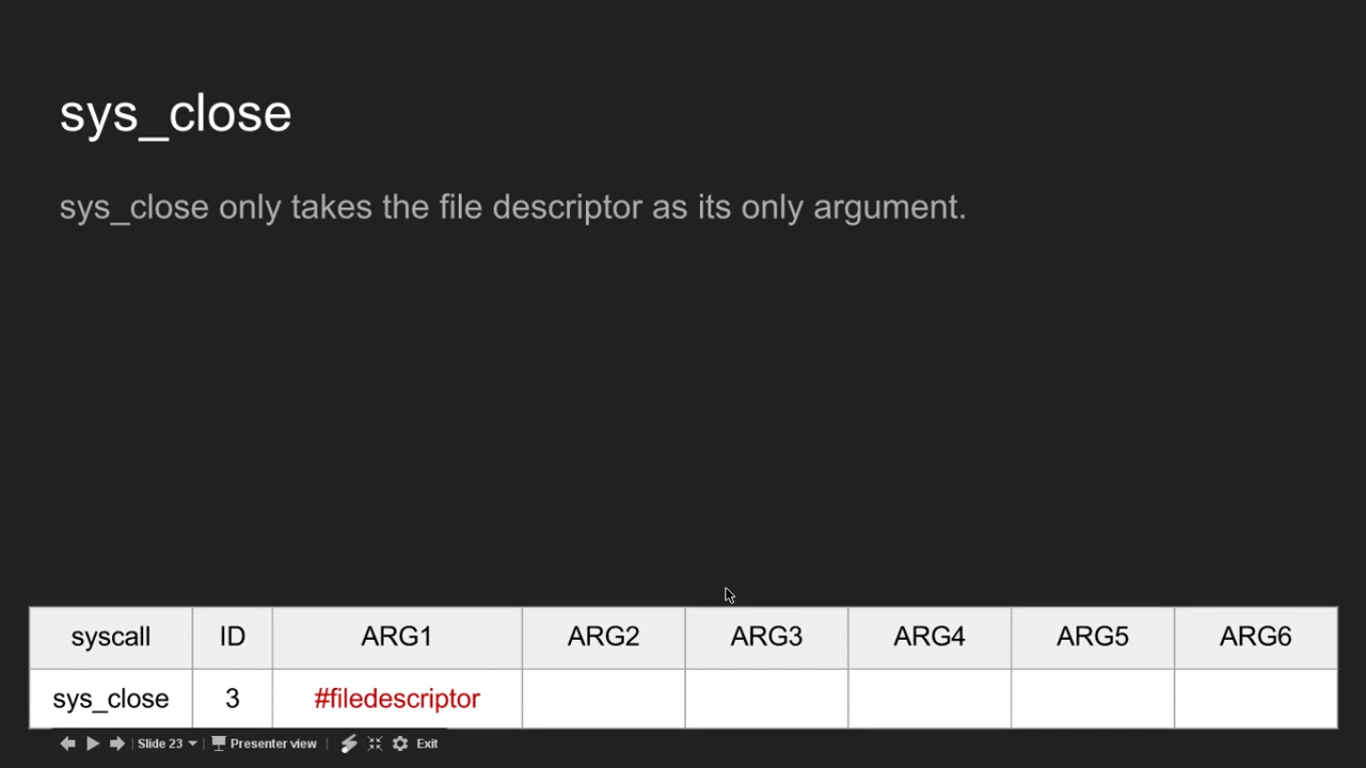 sys_close
sys_close only takes the file descriptor as its only argument.
syscall ID ARG1 ARG2 ARG3 ARG4 ARG5 ARG6
sys_close 3 #filedescriptor
Slide 23 Presenter view Exit